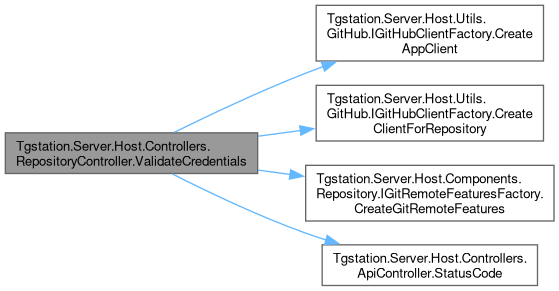 Tgstation.Server.Host.Controllers.
RepositoryController.ValidateCredentials
Tgstation.Server.Host.Utils.
GitHub.IGitHubClientFactory.Create
AppClient
Tgstation.Server.Host.Utils.
GitHub.IGitHubClientFactory.Create
ClientForRepository
Tgstation.Server.Host.Components.
Repository.IGitRemoteFeaturesFactory.
CreateGitRemoteFeatures
Tgstation.Server.Host.Controllers.
ApiController.StatusCode